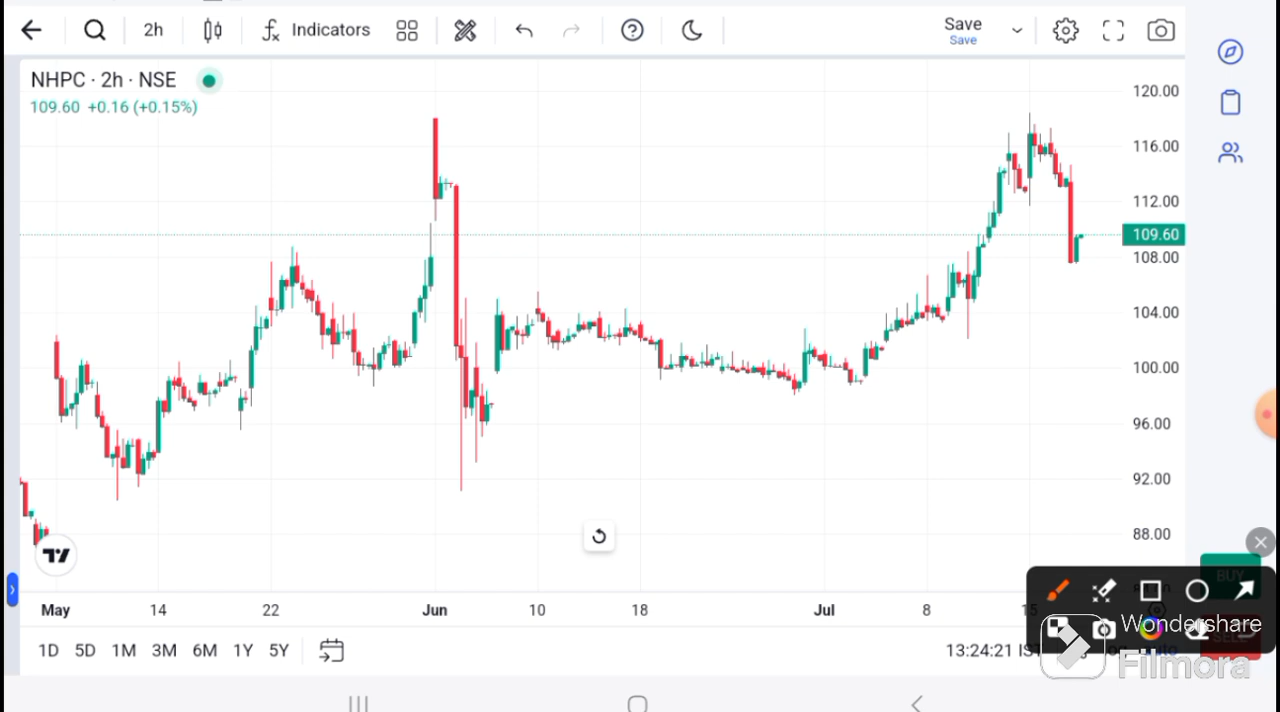 2h
Indicators
Save
Save
NHPC · 2h · NSE
109.60 +0.16 (+0.15%)
120.00
116.00
112.00
109.60
108.00
104.00
100.00
96.00
92.00
88.00
BUY
May 14 22 Jun 10 18 Jul 8 15
1D 5D 1M 3M 6M 1Y 5Y
13:24:21 IST
Wondershare
Filmora